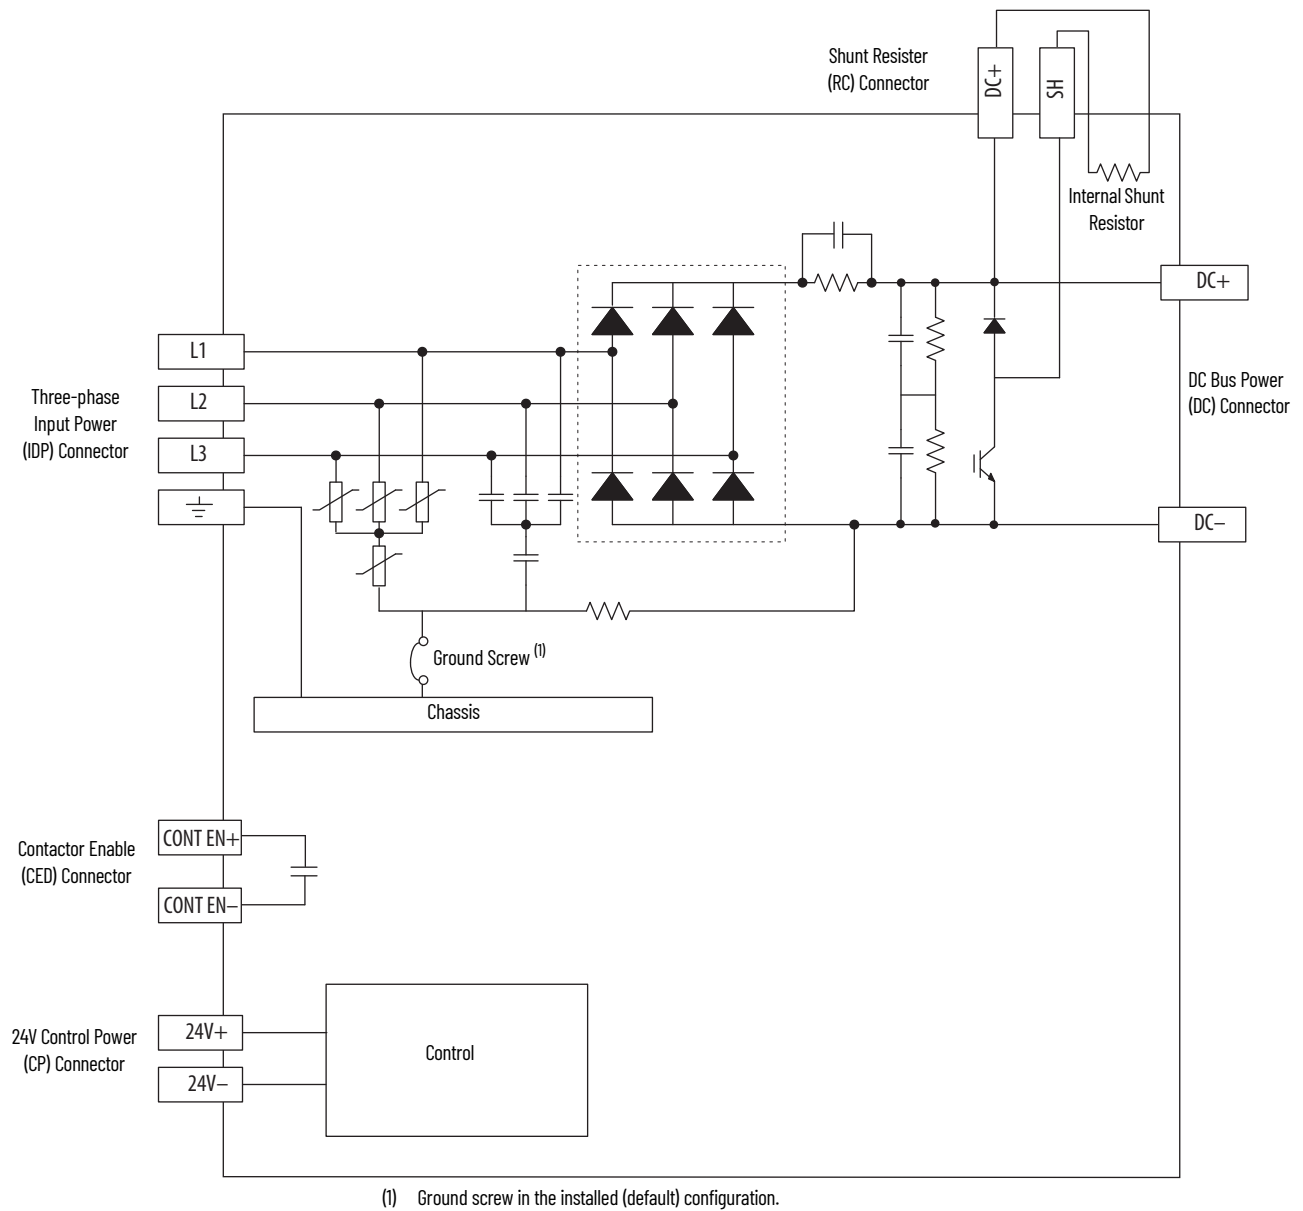 Shunt Resister
(RC) Connector
DC+
SH
Internal Shunt
Resistor
DC+
L1
L2
L3
Three-phase
Input Power
(IDP) Connector
DC Bus Power
(DC) Connector
DC–
Ground Screw (1)
Chassis
CONT EN+
Contactor Enable
(CED) Connector
CONT EN–
24V+
24V Control Power
(CP) Connector
24V–
Control
(1) Ground screw in the installed (default) configuration.